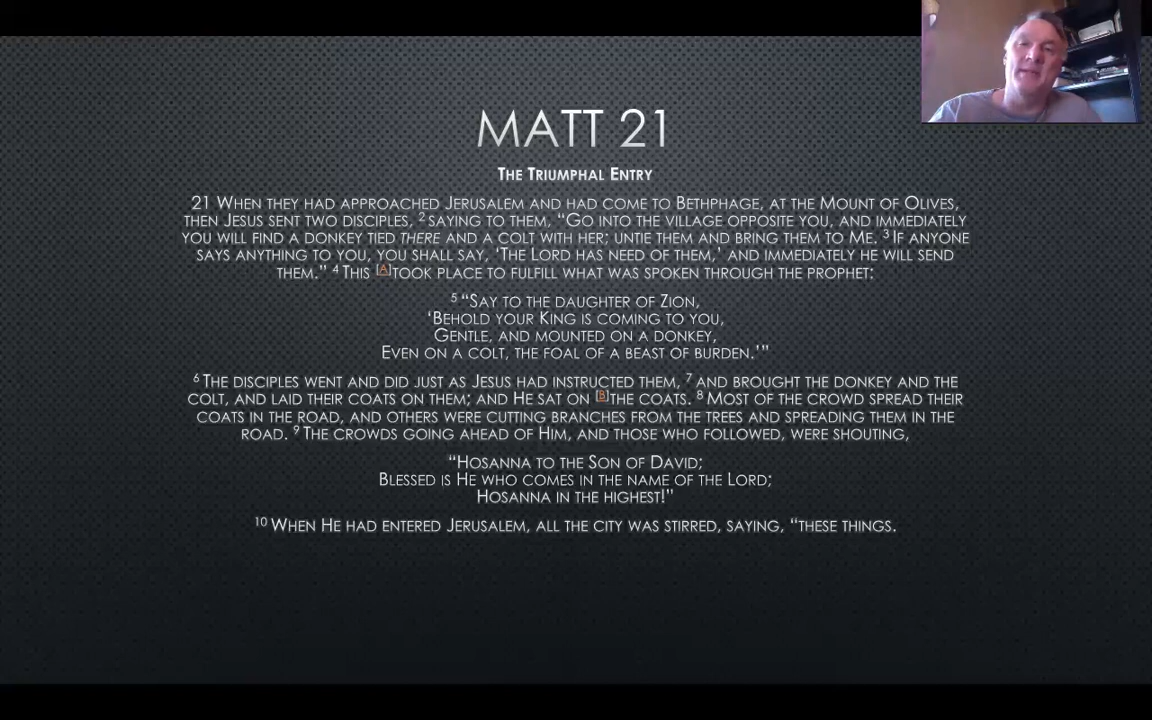 MATT 21
THE TRIUMPHAL ENTRY
21 WHEN THEY HAD APPROACHED JERUSALEM AND HAD COME TO BETHPHAGE, AT THE MOUNT OF OLIVES,
THEN JESUS SENT TWO DISCIPLES, 2 SAYING TO THEM, “GO INTO THE VILLAGE OPPOSITE YOU, AND IMMEDIATELY
YOU WILL FIND A DONKEY TIED THERE AND A COLT WITH HER; UNTIE THEM AND BRING THEM TO ME. 3 IF ANYONE
SAYS ANYTHING TO YOU, YOU SHALL SAY, ‘THE LORD HAS NEED OF THEM,’ AND IMMEDIATELY HE WILL SEND
THEM.” 4 THIS [A]TOOK PLACE TO FULFILL WHAT WAS SPOKEN THROUGH THE PROPHET:
5 “SAY TO THE DAUGHTER OF ZION,
‘BEHOLD YOUR KING IS COMING TO YOU,
GENTLE, AND MOUNTED ON A DONKEY,
EVEN ON A COLT, THE FOAL OF A BEAST OF BURDEN.’”
6 THE DISCIPLES WENT AND DID JUST AS JESUS HAD INSTRUCTED THEM, 7 AND BROUGHT THE DONKEY AND THE
COLT, AND LAID THEIR COATS ON THEM; AND HE SAT ON [B]THE COATS. 8 MOST OF THE CROWD SPREAD THEIR
COATS IN THE ROAD, AND OTHERS WERE CUTTING BRANCHES FROM THE TREES AND SPREADING THEM IN THE
ROAD. 9 THE CROWDS GOING AHEAD OF HIM, AND THOSE WHO FOLLOWED, WERE SHOUTING,
“HOSANNA TO THE SON OF DAVID;
BLESSED IS HE WHO COMES IN THE NAME OF THE LORD;
HOSANNA IN THE HIGHEST!”
10 WHEN HE HAD ENTERED JERUSALEM, ALL THE CITY WAS STIRRED, SAYING, “THESE THINGS.